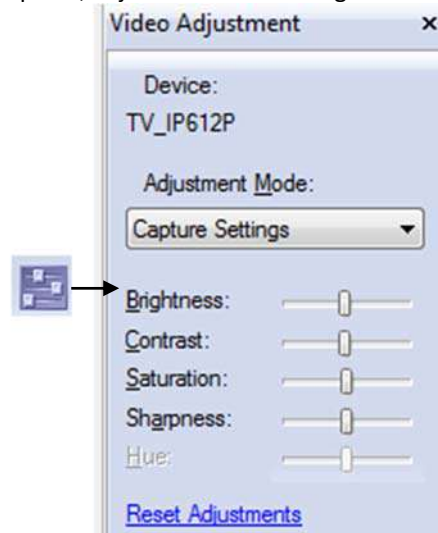 Video Adjustment
Device:
TV_IP612P
Adjustment Mode:
Capture Settings
Brightness:
Contrast:
Saturation:
Sharpness:
Hue:
Reset Adjustments